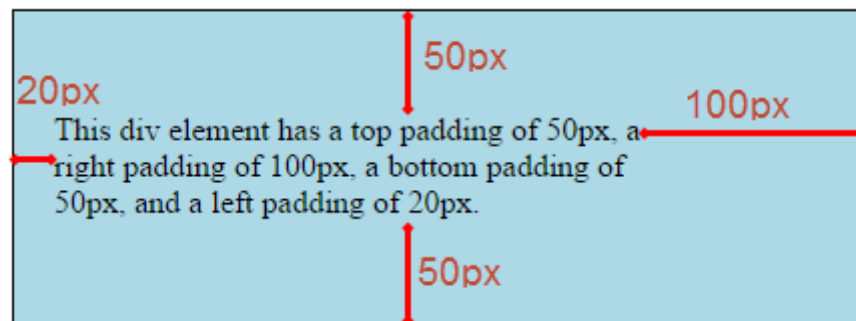 50px
20px
100px
This div element has a top padding of 50px, a
right padding of 100px, a bottom padding of
50px, and a left padding of 20px.
50px